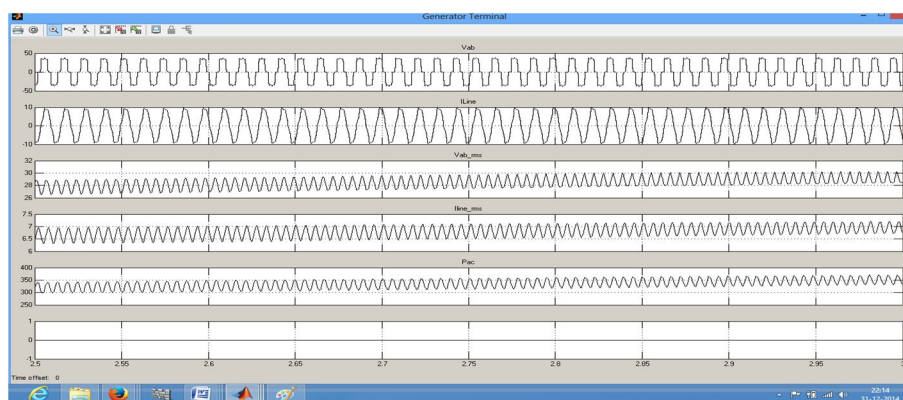 Generator Terminal
Vab
50
0
-50
ILine
10
0
-10
Vab_rms
32
30
28
26
Iline_rms
7.5
7
6.5
6
Pac
400
350
300
250
1
0
-1
2.5 2.55 2.6 2.65 2.7 2.75 2.8 2.85 2.9 2.95 3
Time offset: 0
22:14
31-12-2014